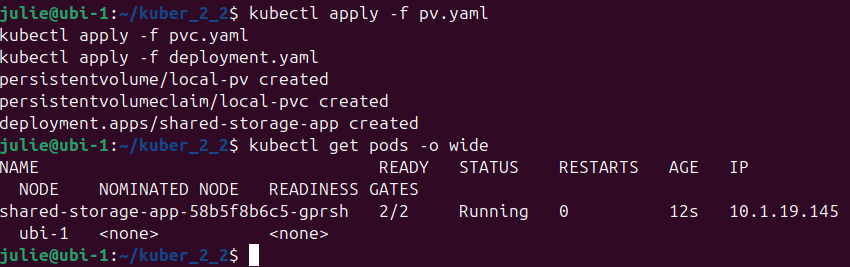 julie@ubi-1:~/kuber_2_2$ kubectl apply -f pv.yaml
kubectl apply -f pvc.yaml
kubectl apply -f deployment.yaml
persistentvolume/local-pv created
persistentvolumeclaim/local-pvc created
deployment.apps/shared-storage-app created
julie@ubi-1:~/kuber_2_2$ kubectl get pods -o wide
NAME                                  READY   STATUS    RESTARTS   AGE   IP
  NODE    NOMINATED NODE   READINESS GATES
shared-storage-app-58b5f8b6c5-gprsh   2/2     Running   0          12s   10.1.19.145
  ubi-1   <none>           <none>
julie@ubi-1:~/kuber_2_2$